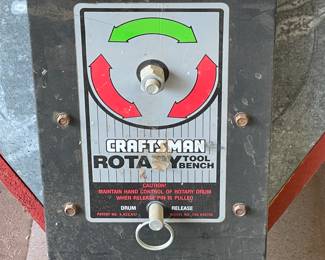 CRAFTSMAN
ROTARY TOOL BENCH
CAUTION!
MAINTAIN HAND CONTROL OF ROTARY DRUM
WHEN RELEASE PIN IS PULLED
DRUM RELEASE